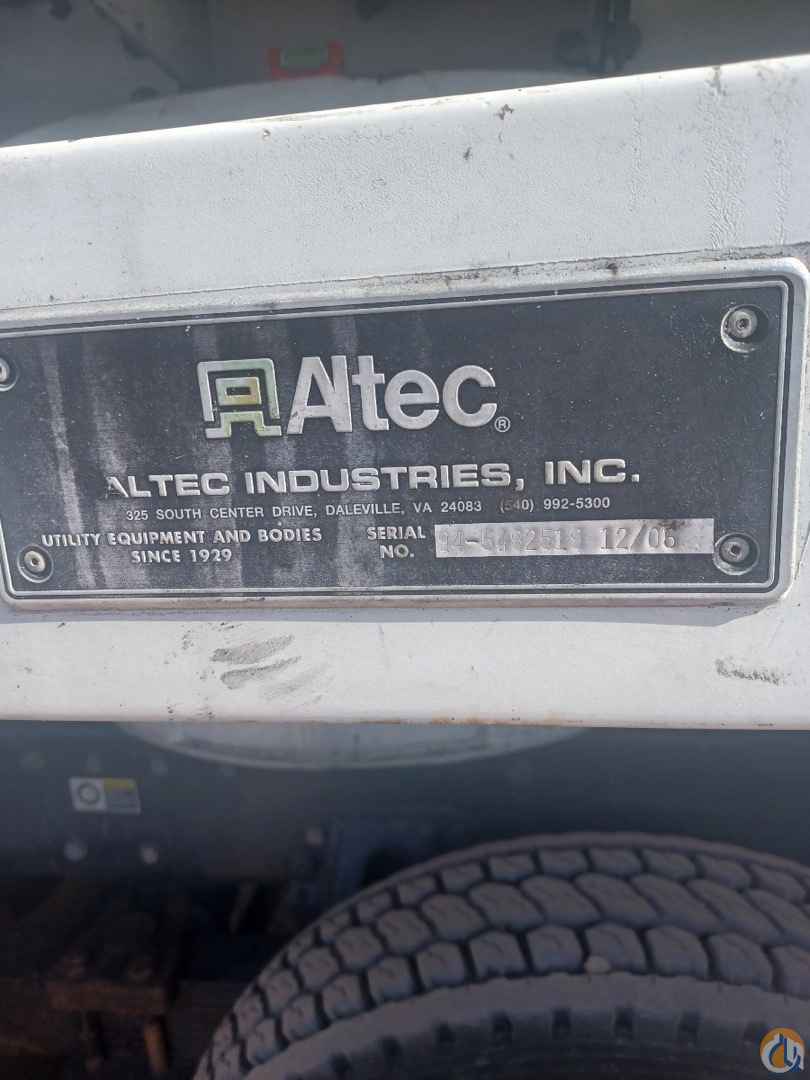 Altec®
ALTEC INDUSTRIES, INC.
325 SOUTH CENTER DRIVE, DALEVILLE, VA 24083 (540) 992-5300
UTILITY EQUIPMENT AND BODIES
SINCE 1929
SERIAL
NO.
12/06